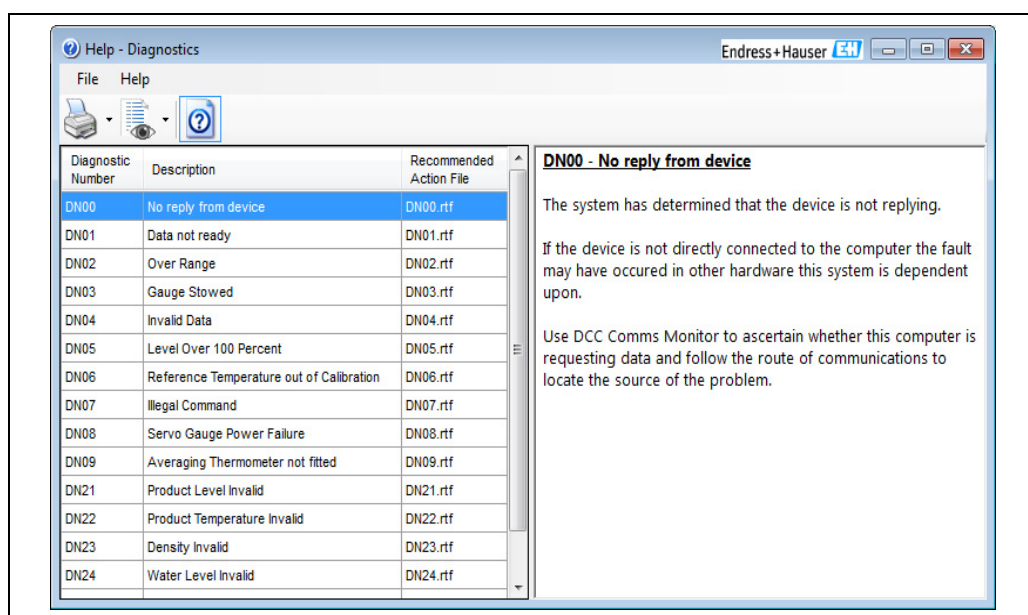 Help - Diagnostics
Endress+Hauser EH
File Help
Diagnostic Number Description Recommended Action File
DN00 No reply from device DN00.rtf
DN01 Data not ready DN01.rtf
DN02 Over Range DN02.rtf
DN03 Gauge Stowed DN03.rtf
DN04 Invalid Data DN04.rtf
DN05 Level Over 100 Percent DN05.rtf
DN06 Reference Temperature out of Calibration DN06.rtf
DN07 Illegal Command DN07.rtf
DN08 Servo Gauge Power Failure DN08.rtf
DN09 Averaging Thermometer not fitted DN09.rtf
DN21 Product Level Invalid DN21.rtf
DN22 Product Temperature Invalid DN22.rtf
DN23 Density Invalid DN23.rtf
DN24 Water Level Invalid DN24.rtf
DN00 - No reply from device
The system has determined that the device is not replying.
If the device is not directly connected to the computer the fault
may have occured in other hardware this system is dependent
upon.
Use DCC Comms Monitor to ascertain whether this computer is
requesting data and follow the route of communications to
locate the source of the problem.